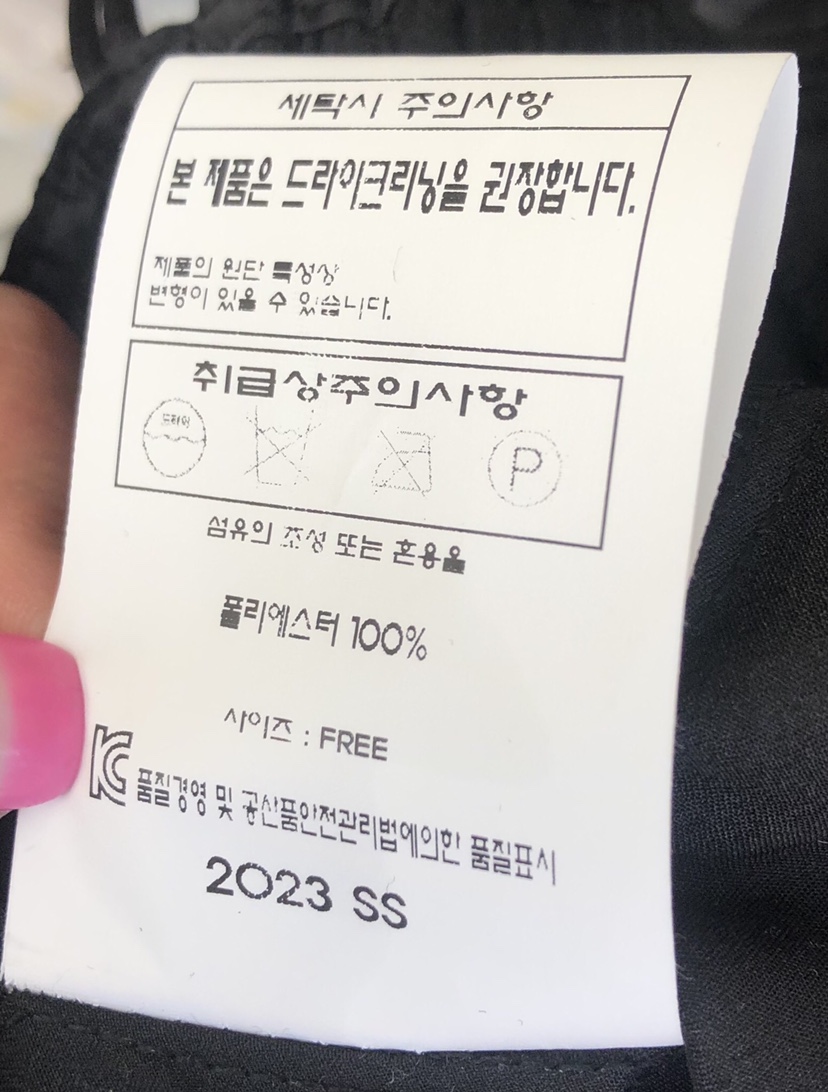 세탁시 주의사항
본 제품은 드라이크리닝을 권장합니다.
제품의 원단 특성상
변형이 있을 수 있습니다.
취급상주의사항
드라이
P
섬유의 조성 또는 혼용율
폴리에스터 100%
사이즈 : FREE
KC 품질경영 및 공산품안전관리법에의한 품질표시
2023 SS